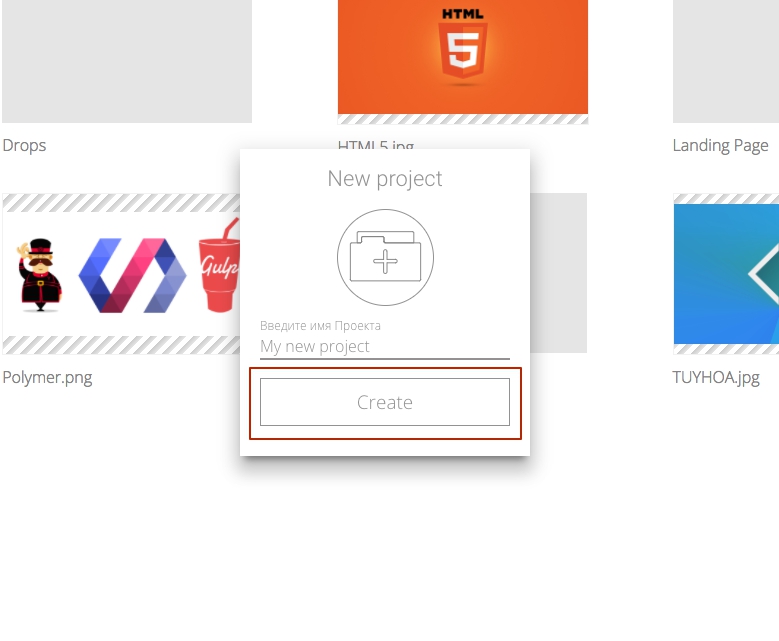 HTML
5
Drops
HTML5.jpg
Landing Page
New project
Gulp
Введите имя Проекта
My new project
Polymer.png
TUYHOA.jpg
Create